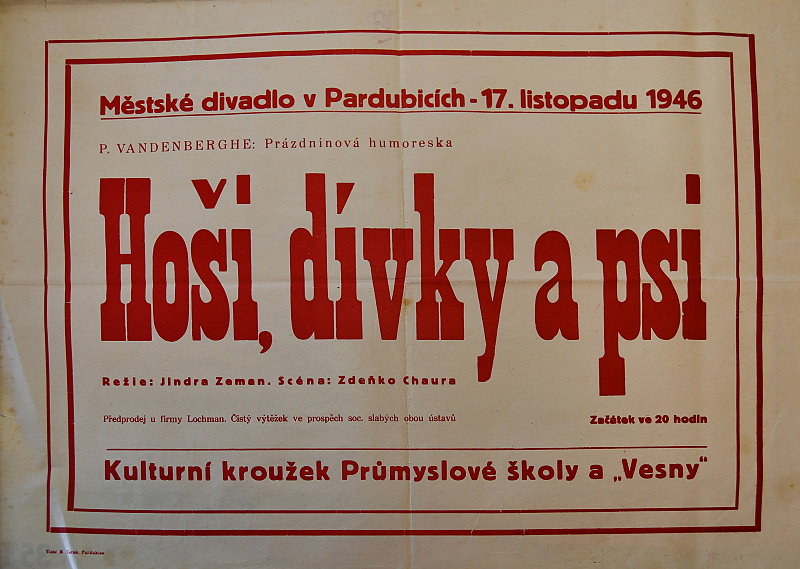 Městské divadlo v Pardubicích - 17. listopadu 1946
P. VANDENBERGHE: Prázdninová humoreska
Hoši, dívky a psi
Režie: Jindra Zeman. Scéna: Zdeňko Chaura
Předprodej u firmy Lochman. Čistý výtěžek ve prospěch soc. slabých obou ústavů
Začátek ve 20 hodin
Kulturní kroužek Průmyslové školy a „Vesny“
Pardubice